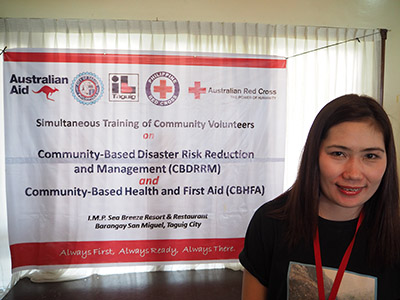 Australian
Aid
I love
Taguig
PHILIPPINE
RED CROSS
Australian Red Cross
THE POWER OF HUMANITY
Simultaneous Training of Community Volunteers
on
Community-Based Disaster Risk Reduction
and Management (CBDRRM)
and
Community-Based Health and First Aid (CBHFA)
I.M.P. Sea Breeze Resort & Restaurant
Barangay San Miguel, Taguig City
Always First, Always Ready, Always There.